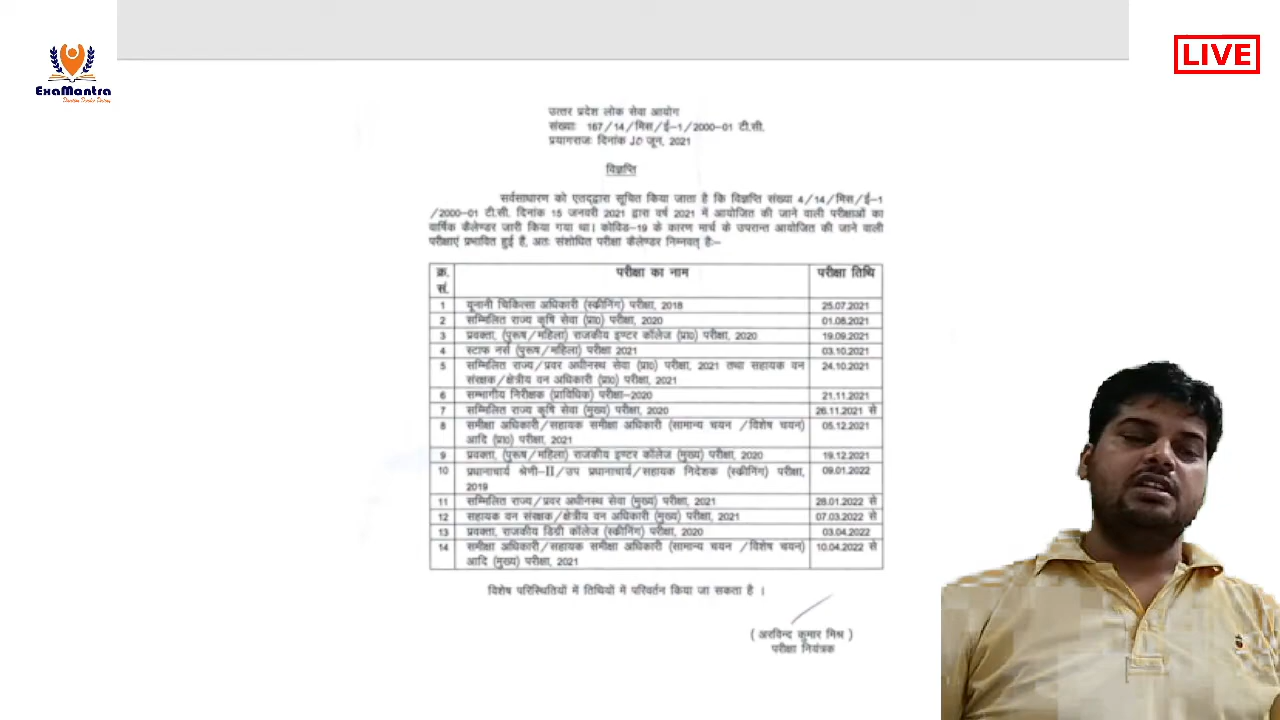 ExaMantra
LIVE
उत्तर प्रदेश लोक सेवा आयोग
संख्याः 167/14/मिस/ई-1/2000-01 टी.सी.
प्रयागराजः दिनांक जून, 2021
विज्ञप्ति
सर्वसाधारण को एतद्द्वारा सूचित किया जाता है कि विज्ञप्ति संख्या 4/14/मिस/ई-1
/2000-01 टी.सी. दिनांक 15 जनवरी 2021 द्वारा वर्ष 2021 में आयोजित की जाने वाली परीक्षाओं का
वार्षिक कैलेण्डर जारी किया गया था। कोविड-19 के कारण मार्च के उपरान्त आयोजित की जाने वाली
परीक्षाएं प्रभावित हुई हैं, अतः संशोधित परीक्षा कैलेण्डर निम्नवत् है:-
क्र. सं. परीक्षा का नाम परीक्षा तिथि
1 यूनानी चिकित्सा अधिकारी (स्क्रीनिंग) परीक्षा, 2018 25.07.2021
2 सम्मिलित राज्य कृषि सेवा (प्रा0) परीक्षा, 2020 01.08.2021
3 प्रवक्ता, (पुरूष/महिला) राजकीय इण्टर कॉलेज (प्रा0) परीक्षा, 2020 19.09.2021
4 स्टाफ नर्स (पुरूष/महिला) परीक्षा 2021 03.10.2021
5 सम्मिलित राज्य/प्रवर अधीनस्थ सेवा (प्रा0) परीक्षा, 2021 तथा सहायक वन 24.10.2021
संरक्षक/क्षेत्रीय वन अधिकारी (प्रा0) परीक्षा, 2021
6 सम्भागीय निरीक्षक (प्राविधिक) परीक्षा-2020 21.11.2021
7 सम्मिलित राज्य कृषि सेवा (मुख्य) परीक्षा, 2020 26.11.2021 से
8 समीक्षा अधिकारी/सहायक समीक्षा अधिकारी (सामान्य चयन /विशेष चयन) 05.12.2021
आदि (प्रा0) परीक्षा, 2021
9 प्रवक्ता, (पुरूष/महिला) राजकीय इण्टर कॉलेज (मुख्य) परीक्षा, 2020 19.12.2021
10 प्रधानाचार्य श्रेणी-II/उप प्रधानाचार्य/सहायक निदेशक (स्क्रीनिंग) परीक्षा, 09.01.2022
2019
11 सम्मिलित राज्य/प्रवर अधीनस्थ सेवा (मुख्य) परीक्षा, 2021 28.01.2022 से
12 सहायक वन संरक्षक/क्षेत्रीय वन अधिकारी (मुख्य) परीक्षा, 2021 07.03.2022 से
13 प्रवक्ता, राजकीय डिग्री कॉलेज (स्क्रीनिंग) परीक्षा, 2020 03.04.2022
14 समीक्षा अधिकारी/सहायक समीक्षा अधिकारी (सामान्य चयन /विशेष चयन) 10.04.2022 से
आदि (मुख्य) परीक्षा, 2021
विशेष परिस्थितियों में तिथियों में परिवर्तन किया जा सकता है ।
( अरविन्द कुमार मिश्र )
परीक्षा नियंत्रक